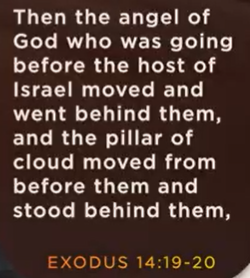 Then the angel of
God who was going
before the host of
Israel moved and
went behind them,
and the pillar of
cloud moved from
before them and
stood behind them,
EXODUS 14:19-20